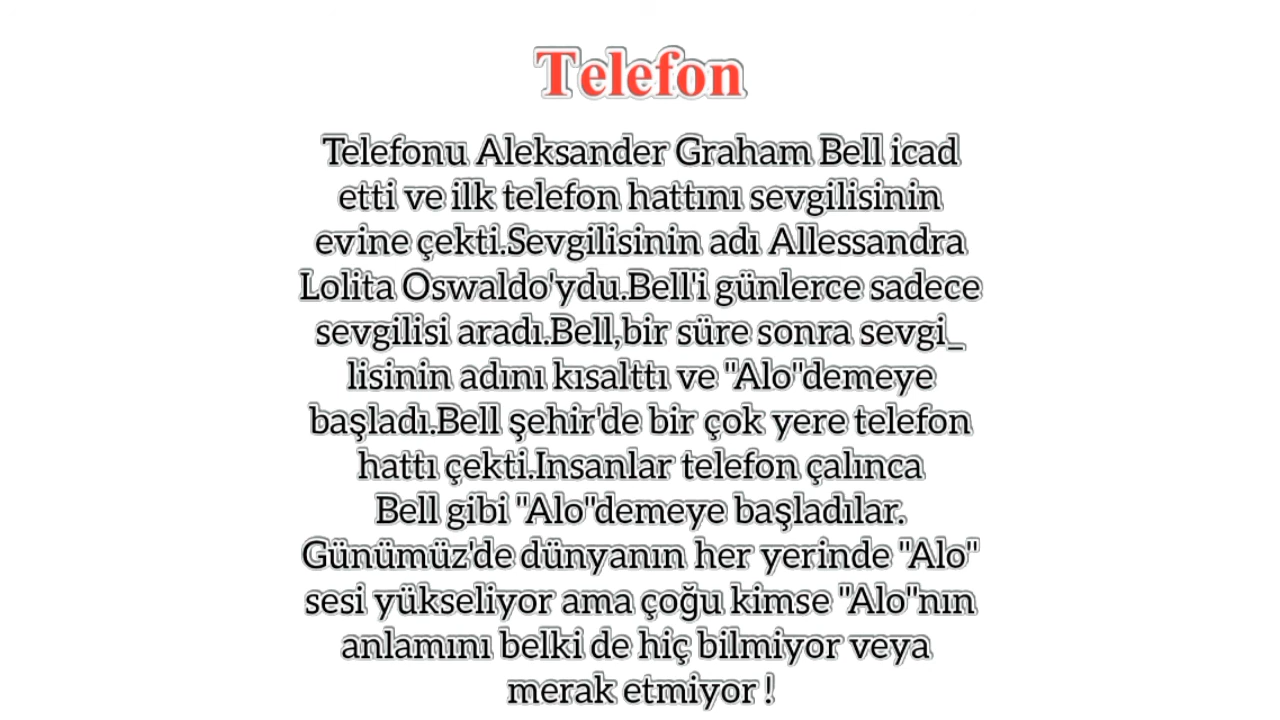 Telefon
Telefonu Aleksander Graham Bell icad
etti ve ilk telefon hattını sevgilisinin
evine çekti.Sevgilisinin adı Allessandra
Lolita Oswaldo'ydu.Bell'i günlerce sadece
sevgilisi aradı.Bell,bir süre sonra sevgi_
lisinin adını kısalttı ve "Alo"demeye
başladı.Bell şehir'de bir çok yere telefon
hattı çekti.Insanlar telefon çalınca
Bell gibi "Alo"demeye başladılar.
Günümüz'de dünyanın her yerinde "Alo"
sesi yükseliyor ama çoğu kimse "Alo"nın
anlamını belki de hiç bilmiyor veya
merak etmiyor !